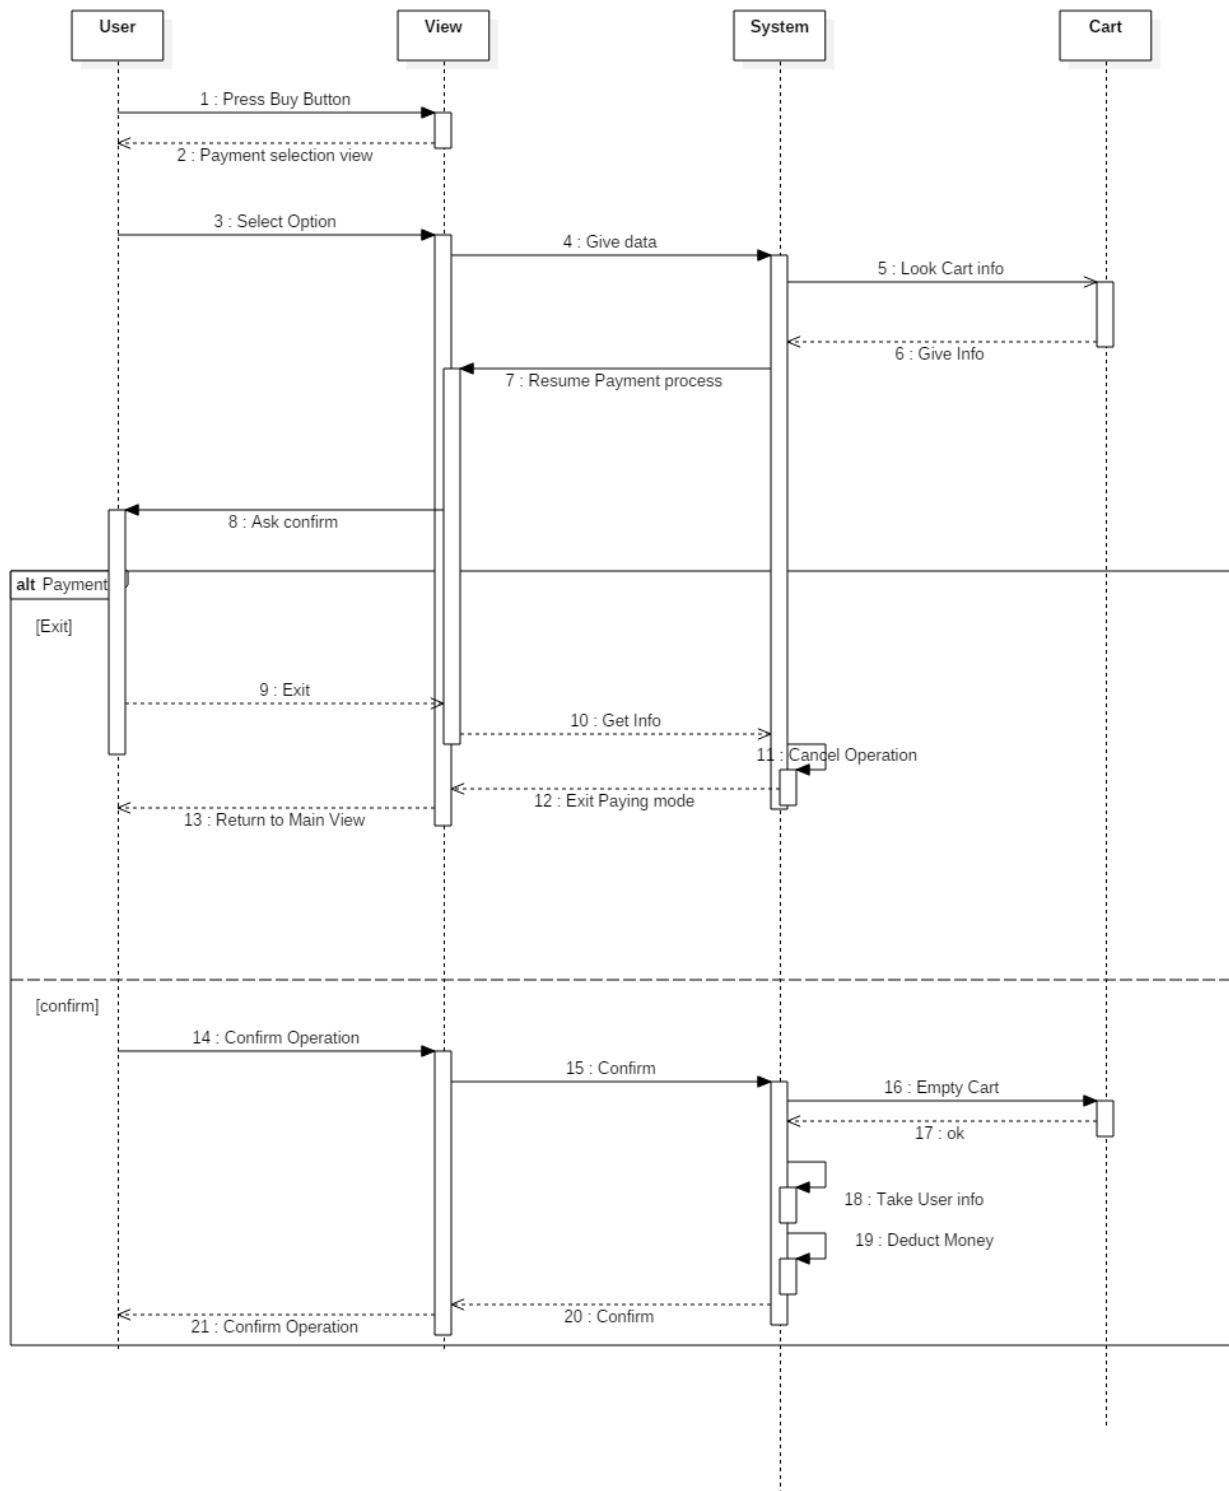 User
View
System
Cart
1 : Press Buy Button
2 : Payment selection view
3 : Select Option
4 : Give data
5 : Look Cart info
6 : Give Info
7 : Resume Payment process
8 : Ask confirm
alt Payment
[Exit]
9 : Exit
10 : Get Info
11 : Cancel Operation
12 : Exit Paying mode
13 : Return to Main View
[confirm]
14 : Confirm Operation
15 : Confirm
16 : Empty Cart
17 : ok
18 : Take User info
19 : Deduct Money
20 : Confirm
21 : Confirm Operation